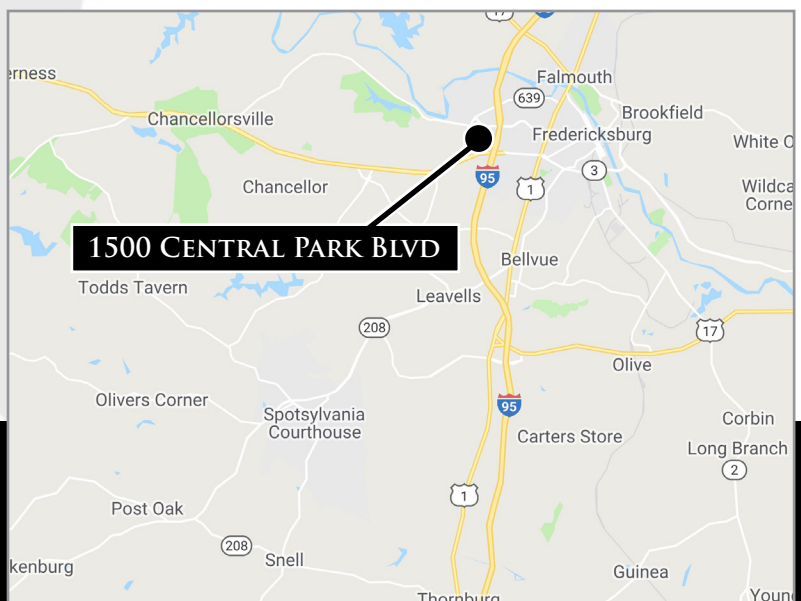 17
erness
Falmouth
639
Chancellorsville
Brookfield
Fredericksburg
White O
95
3
Chancellor
1
Wildca
Corne
1500 Central Park Blvd
Bellvue
Todds Tavern
Leavells
208
17
Olive
Olivers Corner
95
Spotsylvania
Courthouse
Corbin
Carters Store
Long Branch
2
1
Post Oak
208
Snell
kenburg
Guinea
Thornburg
Young